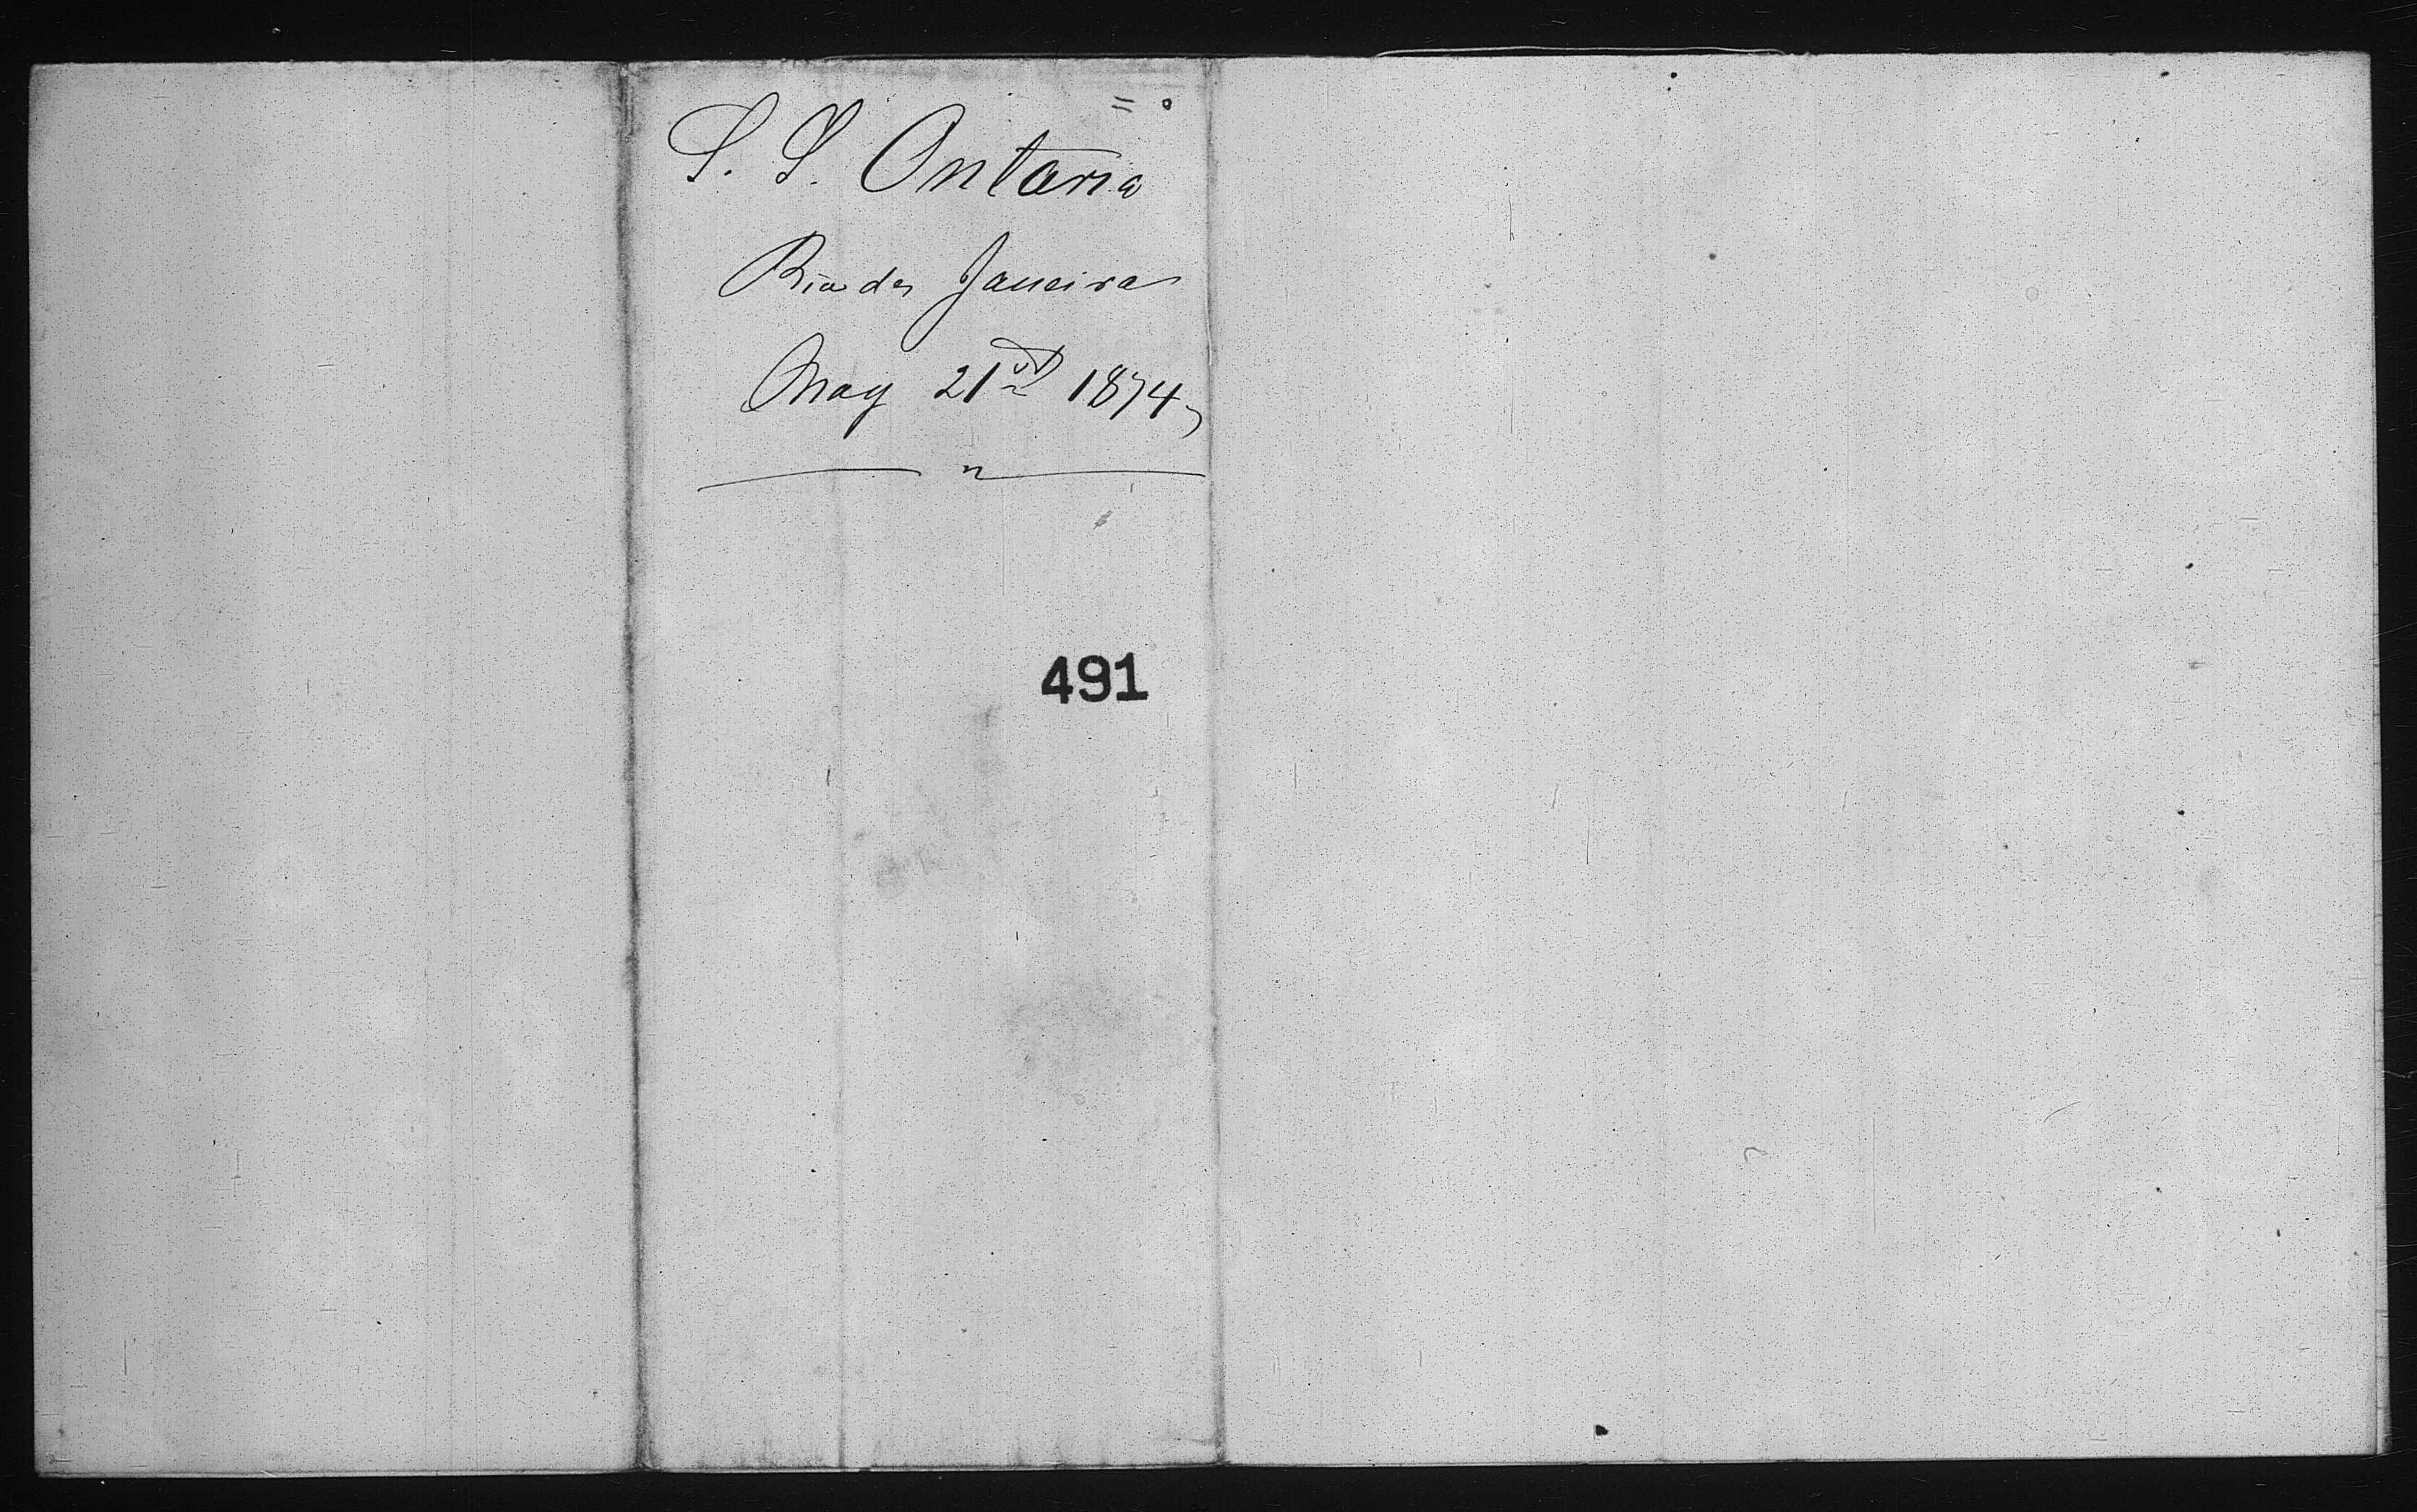 S. S. Ontario
Rio de Janeiro
May 21st 1874
491